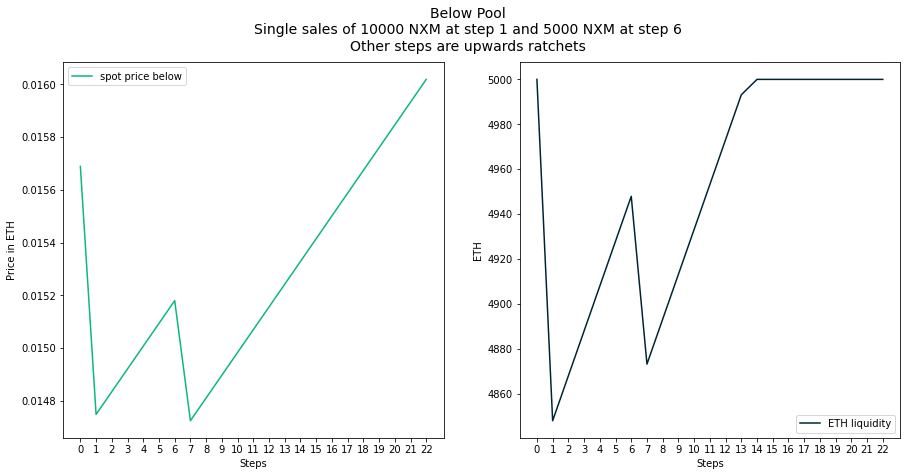 Below Pool
Single sales of 10000 NXM at step 1 and 5000 NXM at step 6
Other steps are upwards ratchets
spot price below
0.0160
0.0158
0.0156
0.0154
0.0152
0.0150
0.0148
Price in ETH
0 1 2 3 4 5 6 7 8 9 10 11 12 13 14 15 16 17 18 19 20 21 22
Steps
5000
4980
4960
4940
4920
4900
4880
4860
ETH
ETH liquidity
0 1 2 3 4 5 6 7 8 9 10 11 12 13 14 15 16 17 18 19 20 21 22
Steps